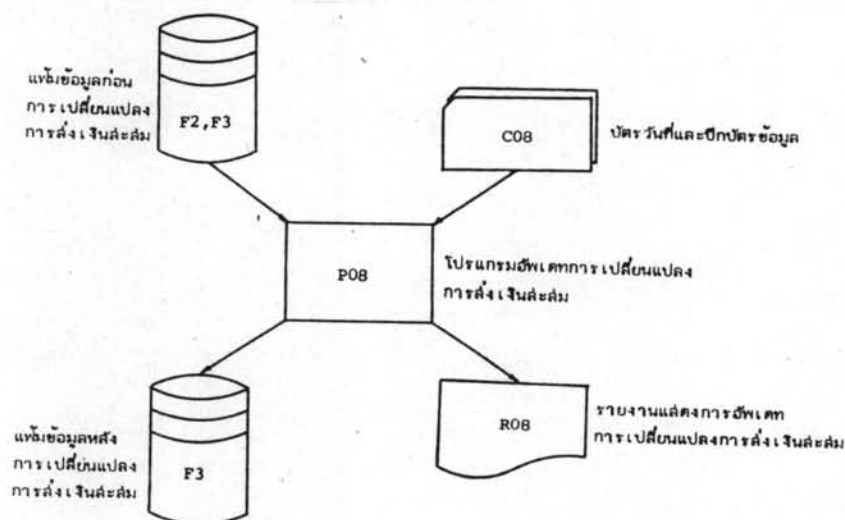 แฟ้มข้อมูลก่อน
การเปลี่ยนแปลง
การส่งเงินสะสม
F2,F3
C08
บัตรวันที่และปึกบัตรข้อมูล
P08
โปรแกรมอัพเดทการเปลี่ยนแปลง
การส่งเงินสะสม
แฟ้มข้อมูลหลัง
การเปลี่ยนแปลง
การส่งเงินสะสม
F3
R08
รายงานแสดงการอัพเดท
การเปลี่ยนแปลงการส่งเงินสะสม